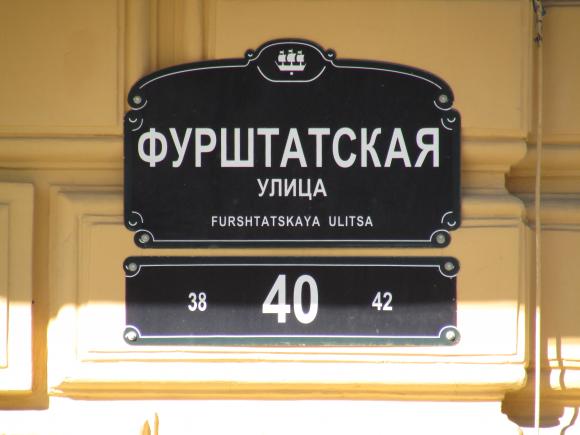 ФУРШТАТСКАЯ
УЛИЦА
FURSHTATSKAYA ULITSA
38 40 42